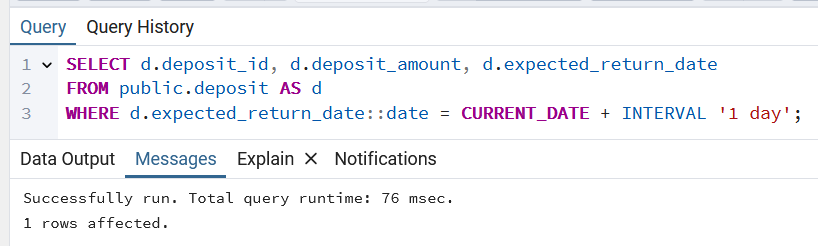 Query Query History
1 SELECT d.deposit_id, d.deposit_amount, d.expected_return_date
2 FROM public.deposit AS d
3 WHERE d.expected_return_date::date = CURRENT_DATE + INTERVAL '1 day';
Data Output Messages Explain × Notifications
Successfully run. Total query runtime: 76 msec.
1 rows affected.